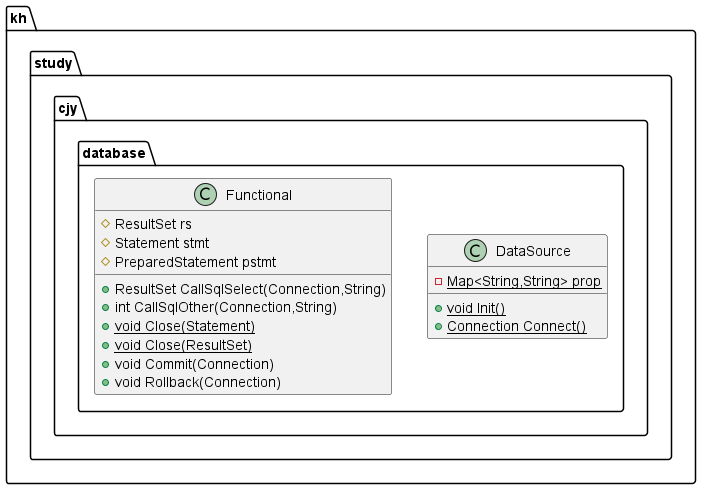 kh
study
cjy
database
C Functional
ResultSet rs
Statement stmt
PreparedStatement pstmt
ResultSet CallSqlSelect(Connection,String)
int CallSqlOther(Connection,String)
void Close(Statement)
void Close(ResultSet)
void Commit(Connection)
void Rollback(Connection)
C DataSource
Map<String,String> prop
void Init()
Connection Connect()